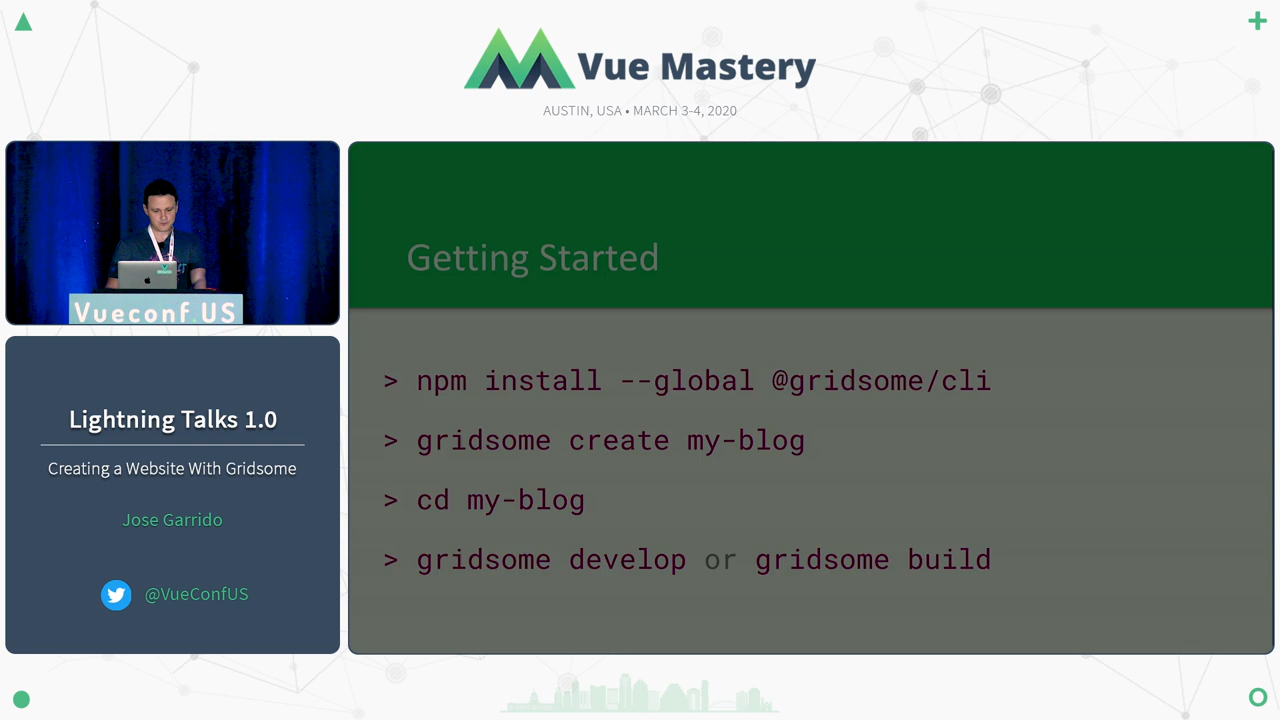 Vue Mastery
AUSTIN, USA • MARCH 3-4, 2020
Vueconf.US
Lightning Talks 1.0
Creating a Website With Gridsome
Jose Garrido
@VueConfUS
Getting Started
> npm install --global @gridsome/cli
> gridsome create my-blog
> cd my-blog
> gridsome develop or gridsome build